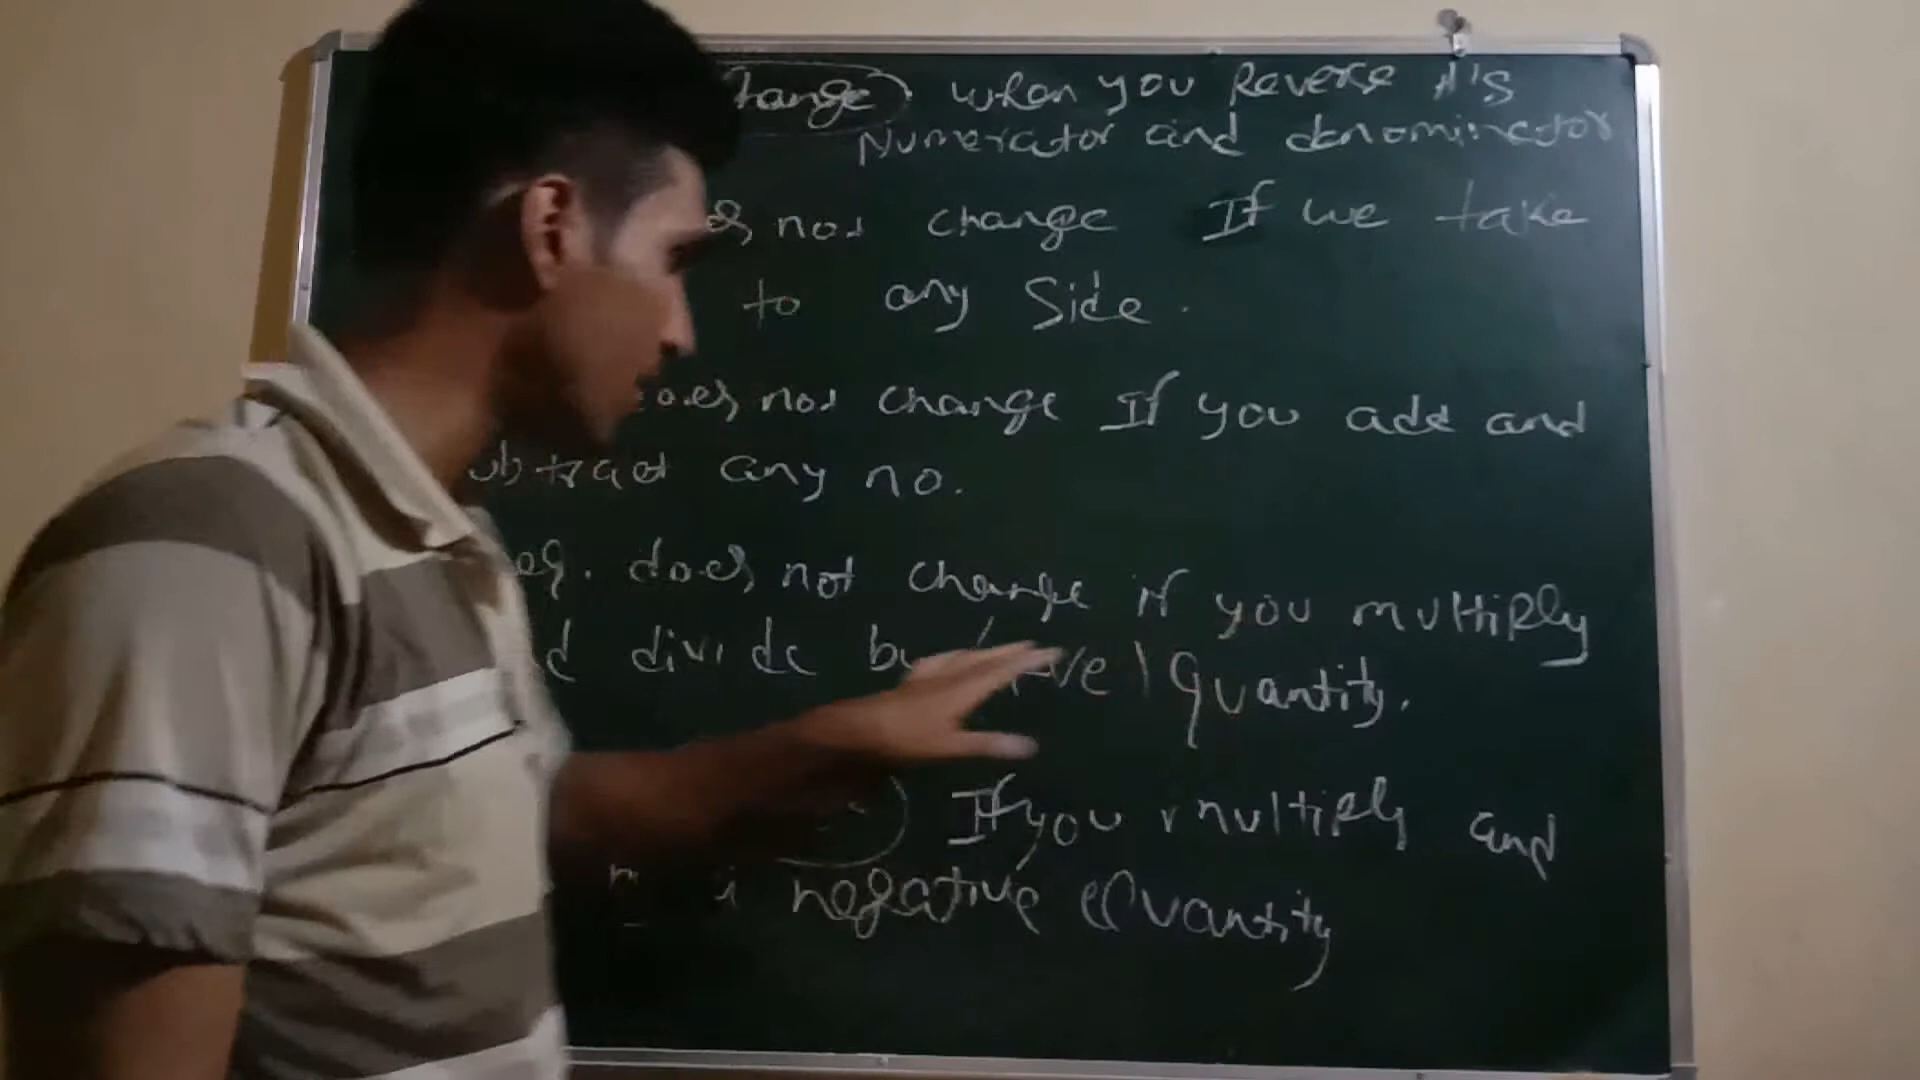 when you Reverse it's
Numerator and denominator
not change If we take
to any Side.
does not change If you add and
subtract any no.
eq. does not change if you multiply
divide by +ve quantity.
If you multiply and
negative Quantity